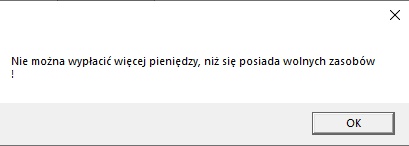 Nie można wypłacić więcej pieniędzy, niż się posiada wolnych zasobów
!
OK